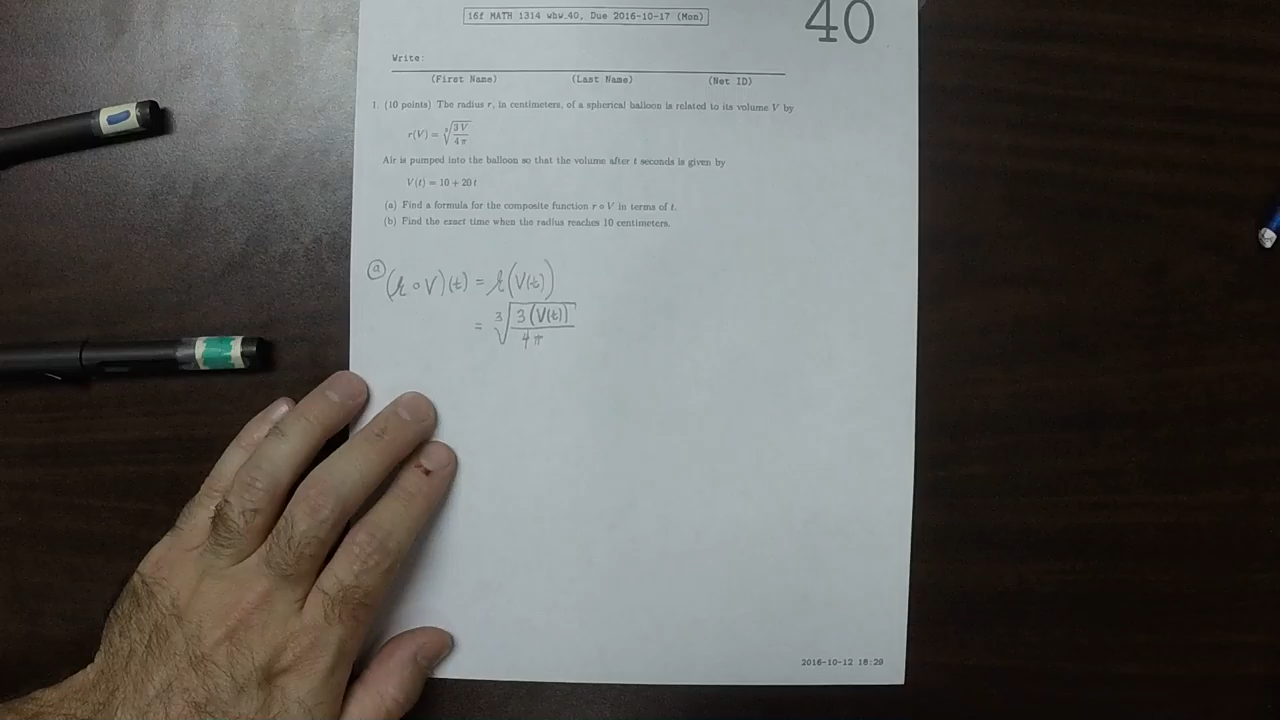 16f MATH 1314 whw.40, Due 2016-10-17 (Mon)
40
Write:
(First Name) (Last Name) (Net ID)
1. (10 points) The radius r, in centimeters, of a spherical balloon is related to its volume V by
r(V) = ∛(3V/4π)
Air is pumped into the balloon so that the volume after t seconds is given by
V(t) = 10 + 20t
(a) Find a formula for the composite function r ∘ V in terms of t.
(b) Find the exact time when the radius reaches 10 centimeters.
ⓐ (r ∘ V)(t) = r(V(t))
= ∛(3(V(t))/4π)
2016-10-12 18:29